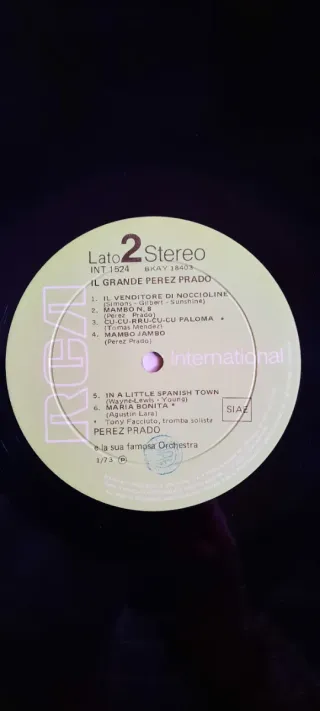 Lato 2 Stereo
INT 1524 BKAY 18403
IL GRANDE PEREZ PRADO
1. IL VENDITORE DI NOCCIOLINE
(Simons - Gilbert - Sunshine)
2. MAMBO N. 8
(Perez Prado)
3. CU-CU-RRU-CU-CU PALOMA *
(Tomas Mendez)
4. MAMBO JAMBO
(Perez Prado)
RCA International
5. IN A LITTLE SPANISH TOWN
(Wayne-Lewis - Young)
6. MARIA BONITA *
(Agustin Lara)
SIAE
* Tony Facciuto, tromba solista
PEREZ PRADO
e la sua famosa Orchestra
1/73 ℗